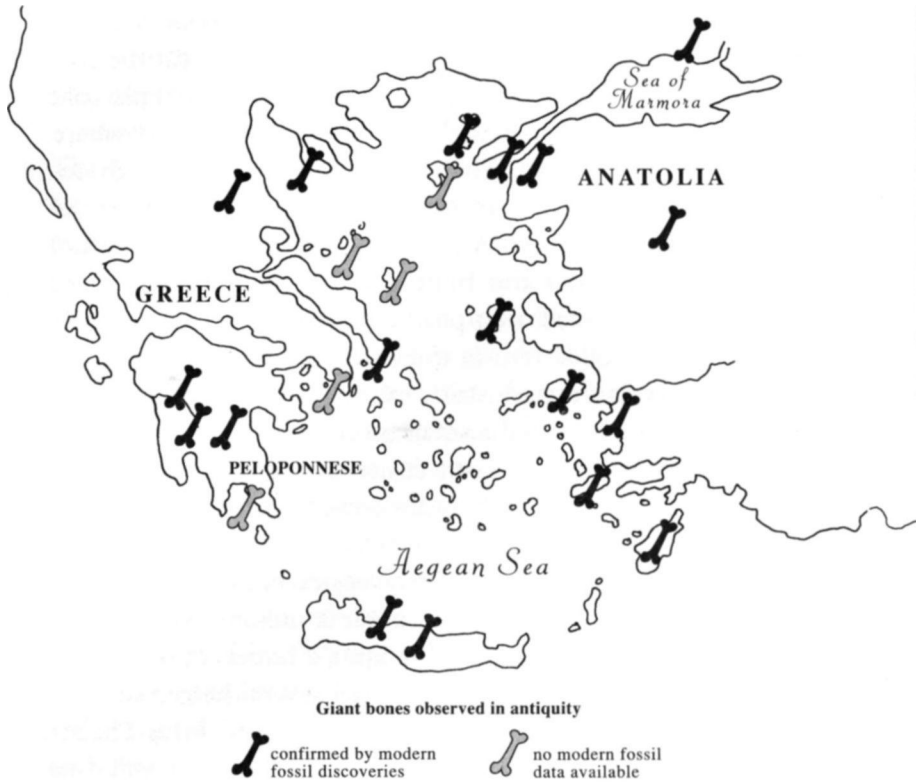 Sea of
Marmora
ANATOLIA
GREECE
PELOPONNESE
Aegean Sea
Giant bones observed in antiquity
confirmed by modern
fossil discoveries
no modern fossil
data available